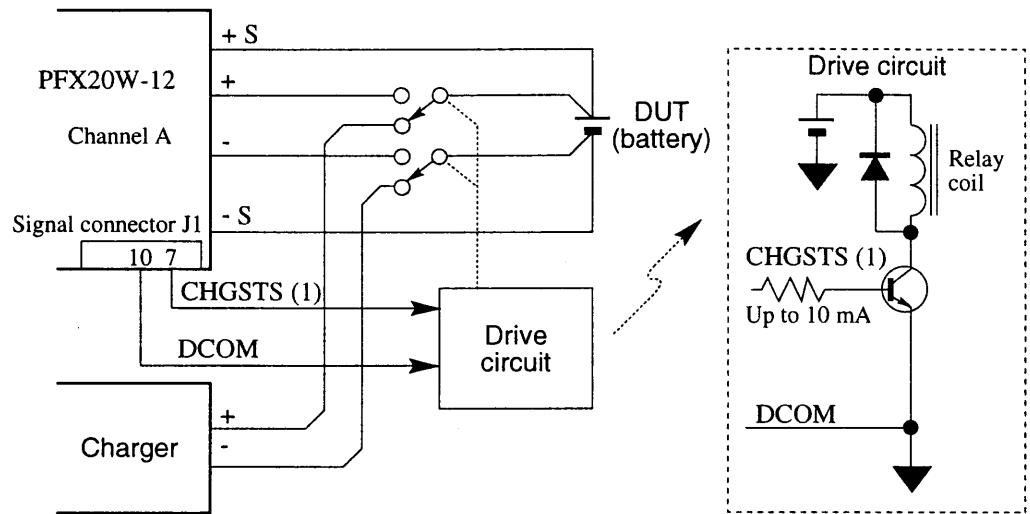 + S
PFX20W-12
+
Channel A
-
DUT
(battery)
- S
Signal connector J1
10 7
CHGSTS (1)
DCOM
Drive
circuit
+
-
Charger
Drive circuit
Relay
coil
CHGSTS (1)
Up to 10 mA
DCOM